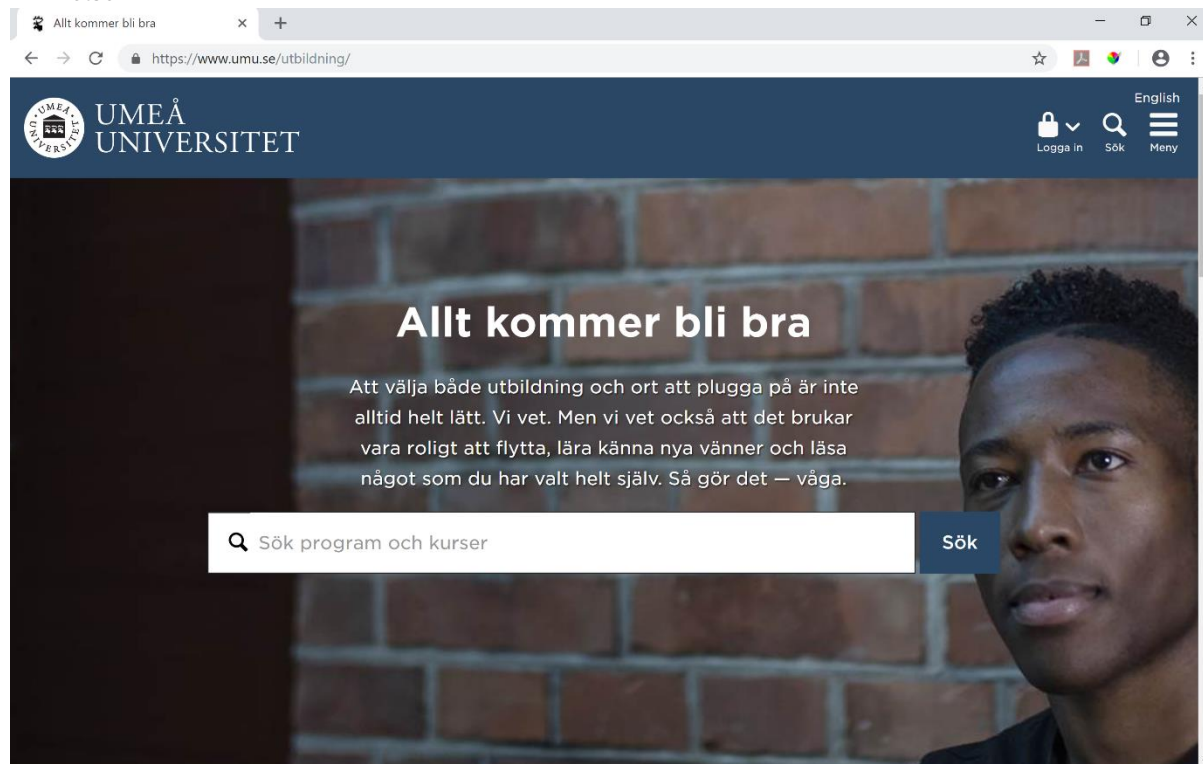 Allt kommer bli bra
https://www.umu.se/utbildning/
English
UMEÅ
UNIVERSITET
UMEÅ
UNIVERSITET
Logga in
Sök
Meny
Allt kommer bli bra
Att välja både utbildning och ort att plugga på är inte
alltid helt lätt. Vi vet. Men vi vet också att det brukar
vara roligt att flytta, lära känna nya vänner och läsa
något som du har valt helt själv. Så gör det — våga.
Sök program och kurser
Sök